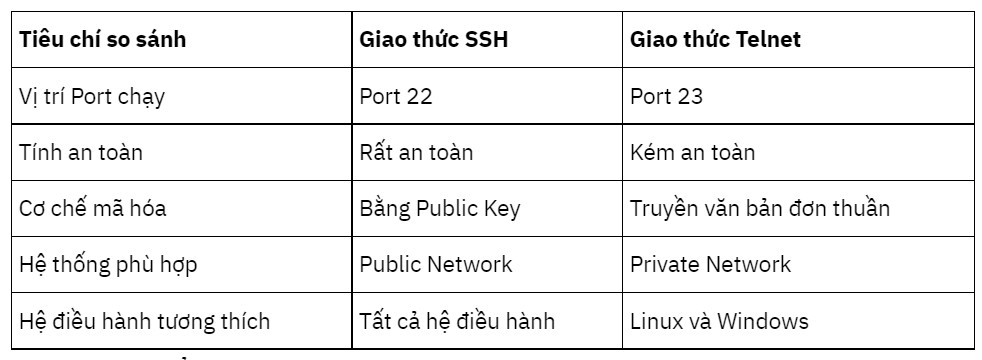 Tiêu chí so sánh Giao thức SSH Giao thức Telnet
Vị trí Port chạy Port 22 Port 23
Tính an toàn Rất an toàn Kém an toàn
Cơ chế mã hóa Bằng Public Key Truyền văn bản đơn thuần
Hệ thống phù hợp Public Network Private Network
Hệ điều hành tương thích Tất cả hệ điều hành Linux và Windows